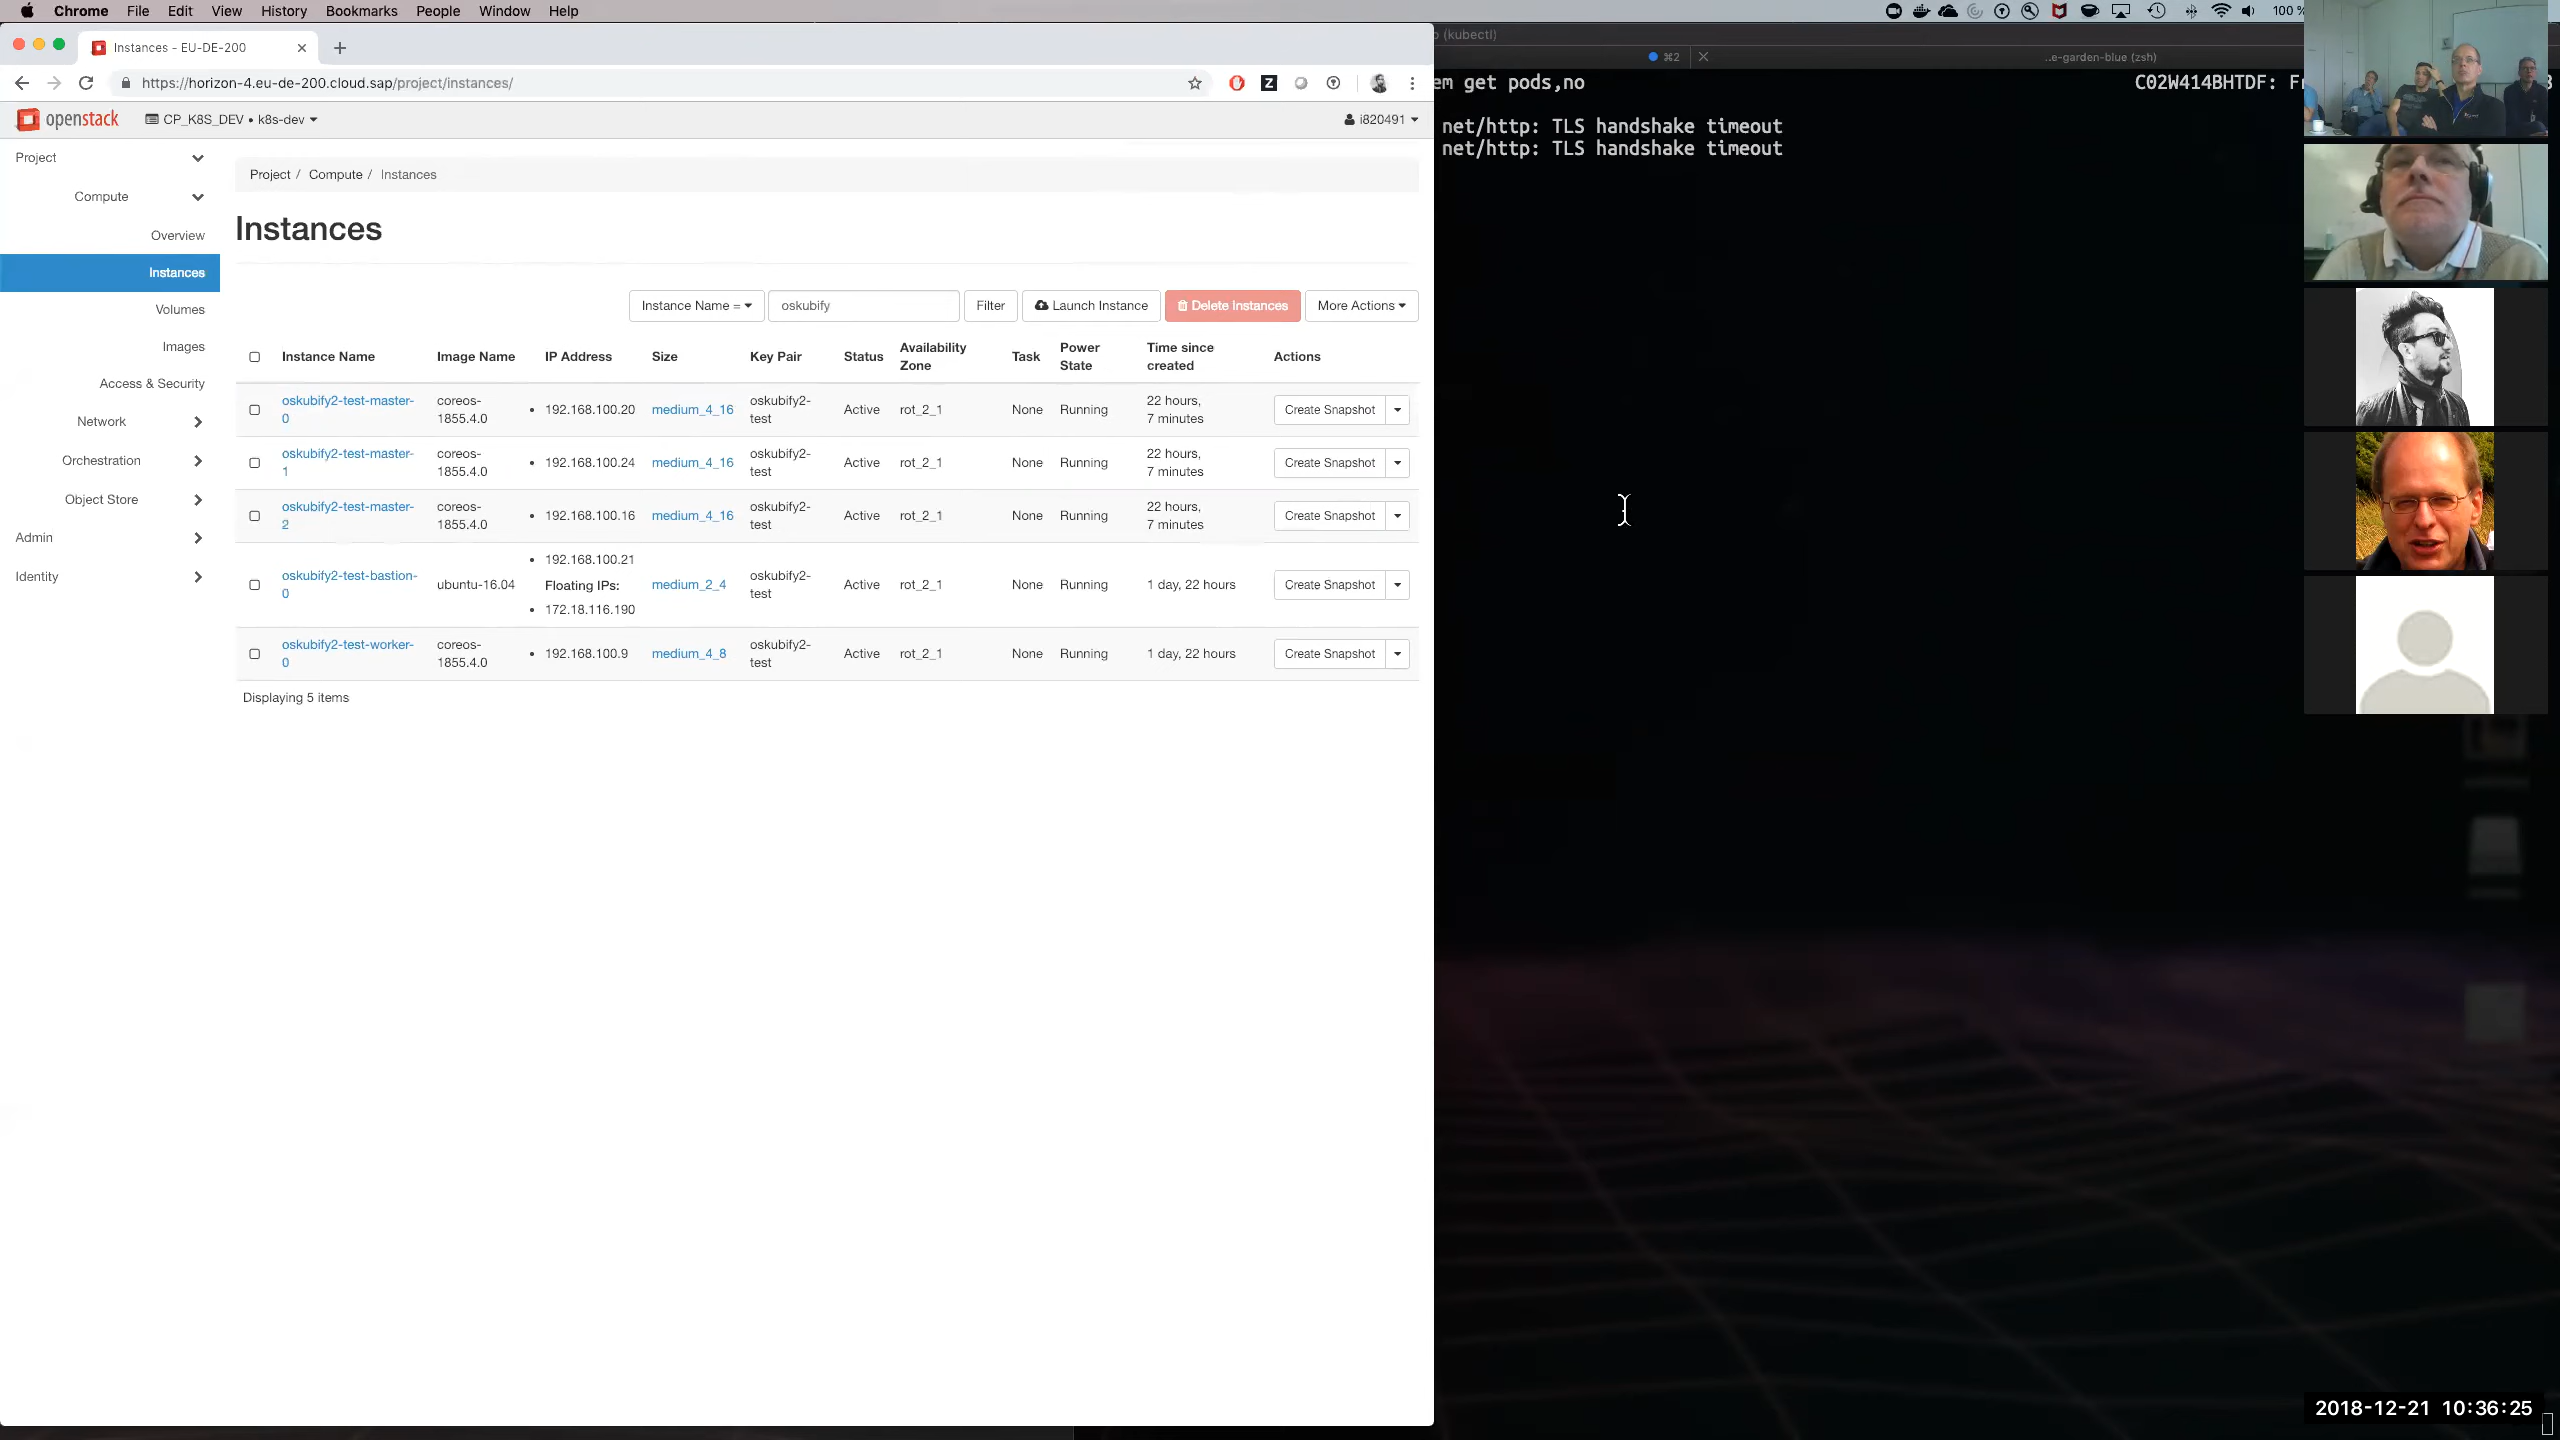 Chrome File Edit View History Bookmarks People Window Help
100 %
Instances - EU-DE-200
https://horizon-4.eu-de-200.cloud.sap/project/instances/
openstack
CP_K8S_DEV • k8s-dev
i820491
Project
Compute
Overview
Instances
Volumes
Images
Access & Security
Network
Orchestration
Object Store
Admin
Identity
Project / Compute / Instances
Instances
Instance Name =
oskubify
Filter
Launch Instance
Delete Instances
More Actions
Instance Name Image Name IP Address Size Key Pair Status Availability Zone Task Power State Time since created Actions
oskubify2-test-master-0 coreos-1855.4.0 • 192.168.100.20 medium_4_16 oskubify2-test Active rot_2_1 None Running 22 hours, 7 minutes Create Snapshot
oskubify2-test-master-1 coreos-1855.4.0 • 192.168.100.24 medium_4_16 oskubify2-test Active rot_2_1 None Running 22 hours, 7 minutes Create Snapshot
oskubify2-test-master-2 coreos-1855.4.0 • 192.168.100.16 medium_4_16 oskubify2-test Active rot_2_1 None Running 22 hours, 7 minutes Create Snapshot
oskubify2-test-bastion-0 ubuntu-16.04 • 192.168.100.21 Floating IPs: • 172.18.116.190 medium_2_4 oskubify2-test Active rot_2_1 None Running 1 day, 22 hours Create Snapshot
oskubify2-test-worker-0 coreos-1855.4.0 • 192.168.100.9 medium_4_8 oskubify2-test Active rot_2_1 None Running 1 day, 22 hours Create Snapshot
Displaying 5 items
(kubectl)
⌘2
..e-garden-blue (zsh)
em get pods,no
C02W414BHTDF:
net/http: TLS handshake timeout
net/http: TLS handshake timeout
2018-12-21 10:36:25